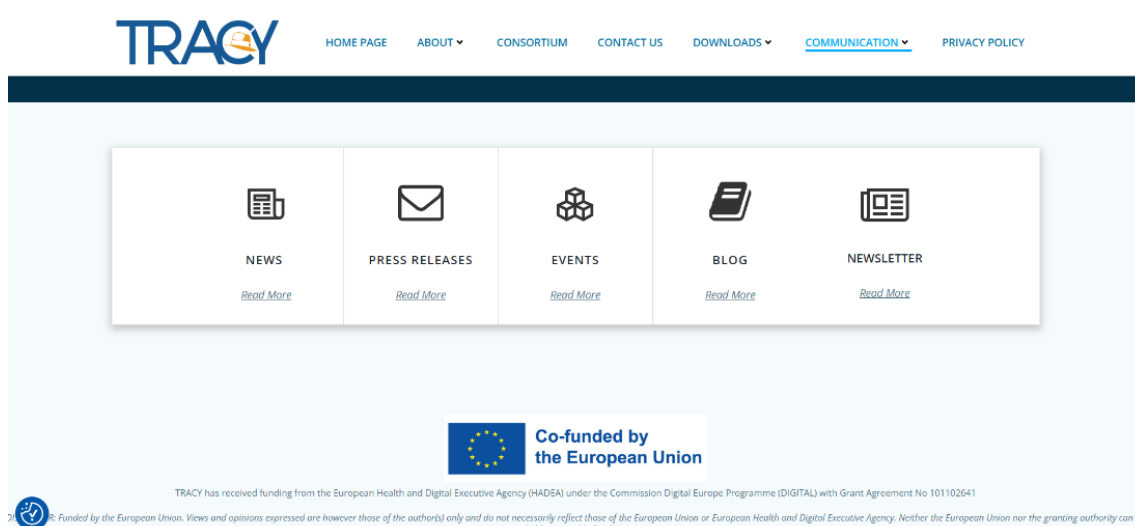 TRACY
HOME PAGE ABOUT CONSORTIUM CONTACT US DOWNLOADS COMMUNICATION PRIVACY POLICY
NEWS PRESS RELEASES EVENTS BLOG NEWSLETTER
Read More Read More Read More Read More Read More
Co-funded by
the European Union
TRACY has received funding from the European Health and Digital Executive Agency (HADEA) under the Commission Digital Europe Programme (DIGITAL) with Grant Agreement No 101102641
R: Funded by the European Union. Views and opinions expressed are however those of the author(s) only and do not necessarily reflect those of the European Union or European Health and Digital Executive Agency. Neither the European Union nor the granting authority can